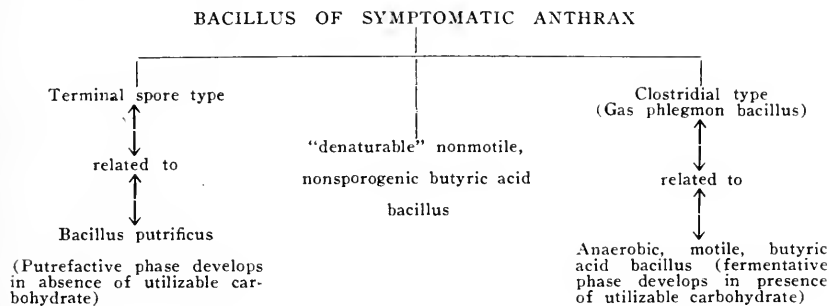 BACILLUS OF SYMPTOMATIC ANTHRAX
Terminal spore type
related to
Bacillus putrificus
(Putrefactive phase develops
in absence of utilizable car-
bohydrate)
"denaturable" nonmotile,
nonsporogenic butyric acid
bacillus
Clostridial type
(Gas phlegmon bacillus)
related to
Anaerobic, motile, butyric
acid bacillus (fermentative
phase develops in presence
of utilizable carbohydrate)